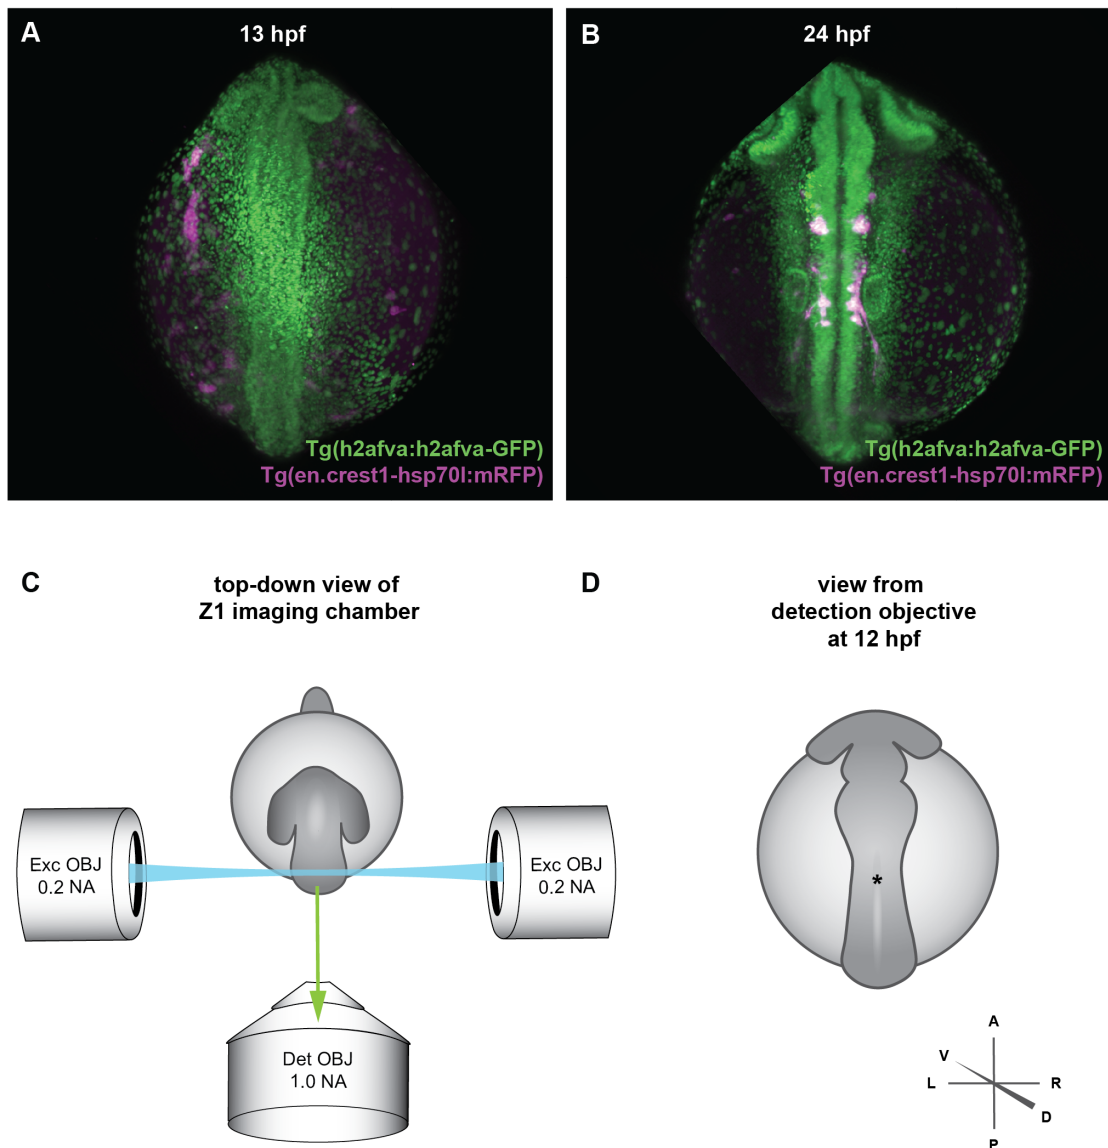 A
13 hpf
Tg(h2afva:h2afva-GFP)
Tg(en.crest1-hsp70l:mRFP)
B
24 hpf
Tg(h2afva:h2afva-GFP)
Tg(en.crest1-hsp70l:mRFP)
C
top-down view of
Z1 imaging chamber
Exc OBJ
0.2 NA
Exc OBJ
0.2 NA
Det OBJ
1.0 NA
D
view from
detection objective
at 12 hpf
*
A
V
L
R
D
P